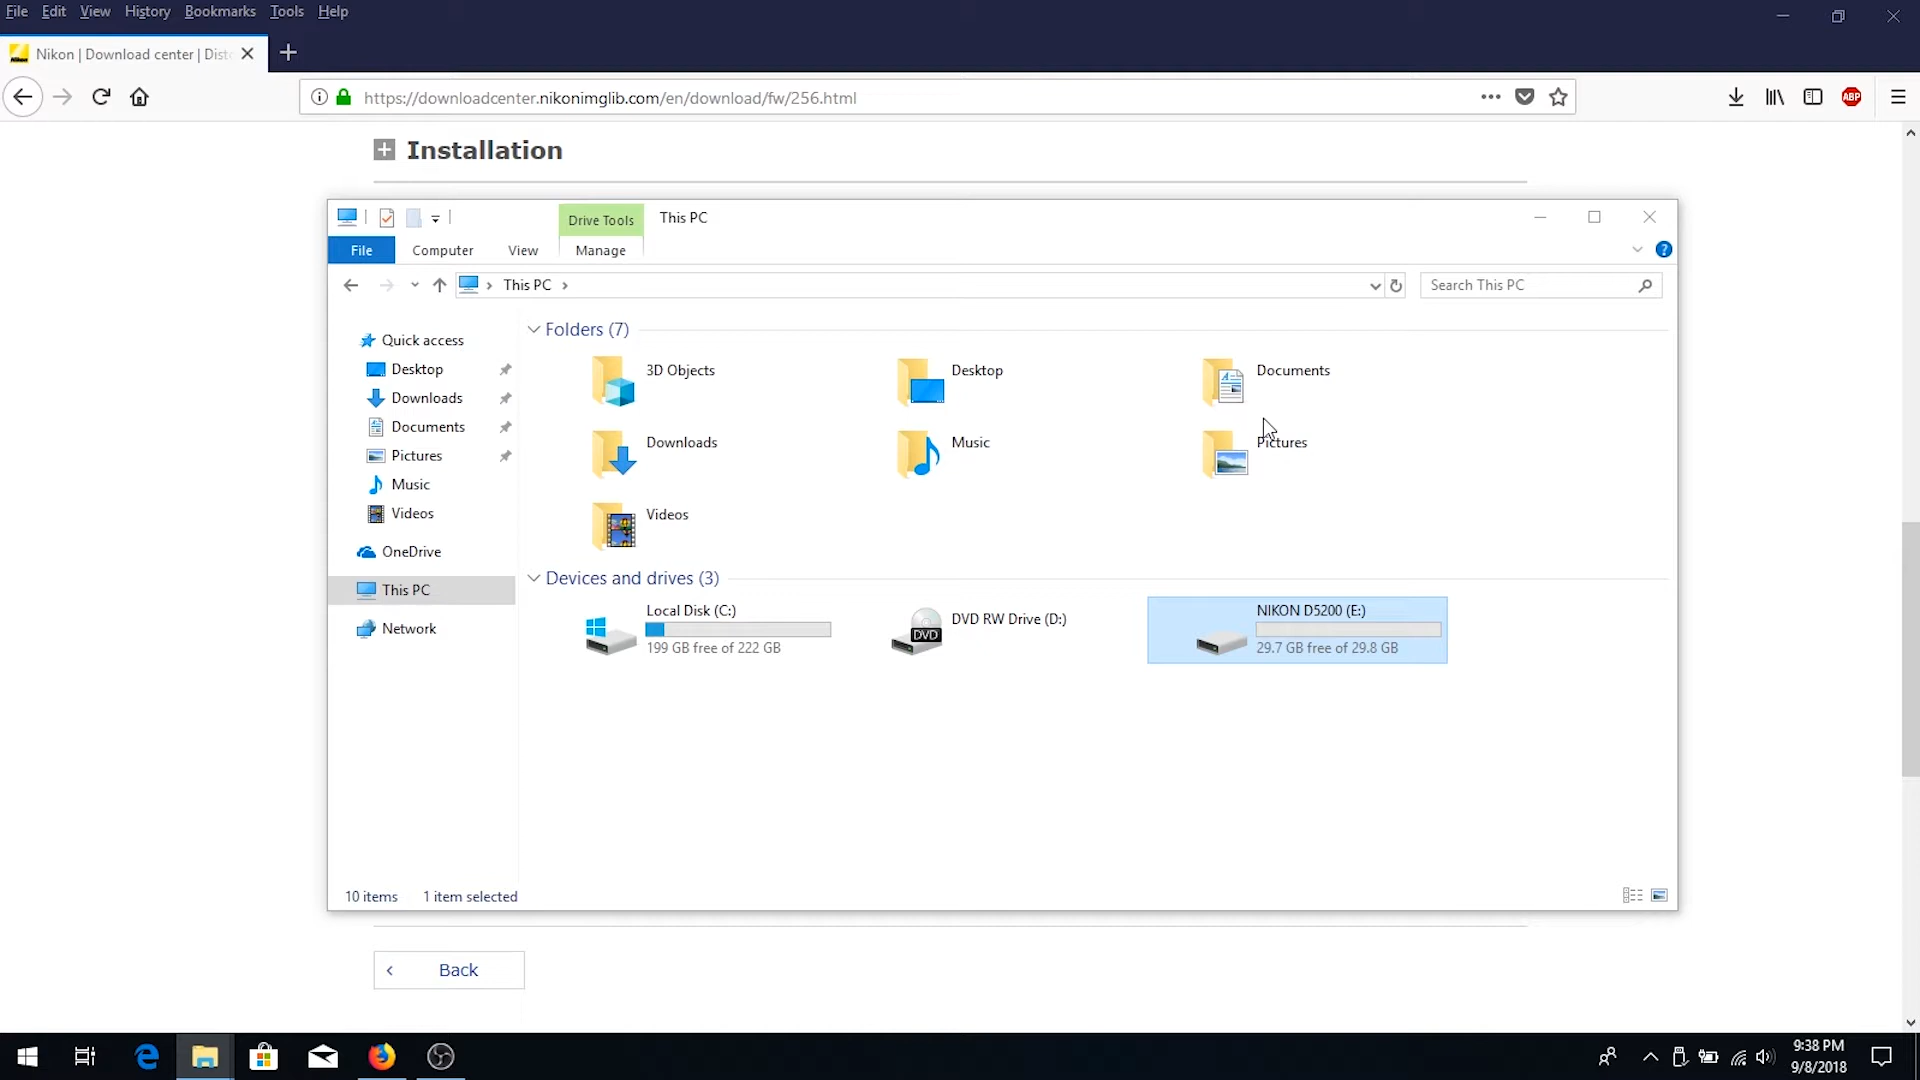 File Edit View History Bookmarks Tools Help
Nikon | Download center | Dist
https://downloadcenter.nikonimglib.com/en/download/fw/256.html
ABP
Installation
Drive Tools This PC
File Computer View Manage
This PC
Search This PC
Quick access
Desktop
Downloads
Documents
Pictures
Music
Videos
OneDrive
This PC
Network
Folders (7)
3D Objects Desktop Documents
Downloads Music Pictures
Videos
Devices and drives (3)
Local Disk (C:)
199 GB free of 222 GB
DVD
DVD RW Drive (D:)
NIKON D5200 (E:)
29.7 GB free of 29.8 GB
10 items 1 item selected
Back
9:38 PM
9/8/2018